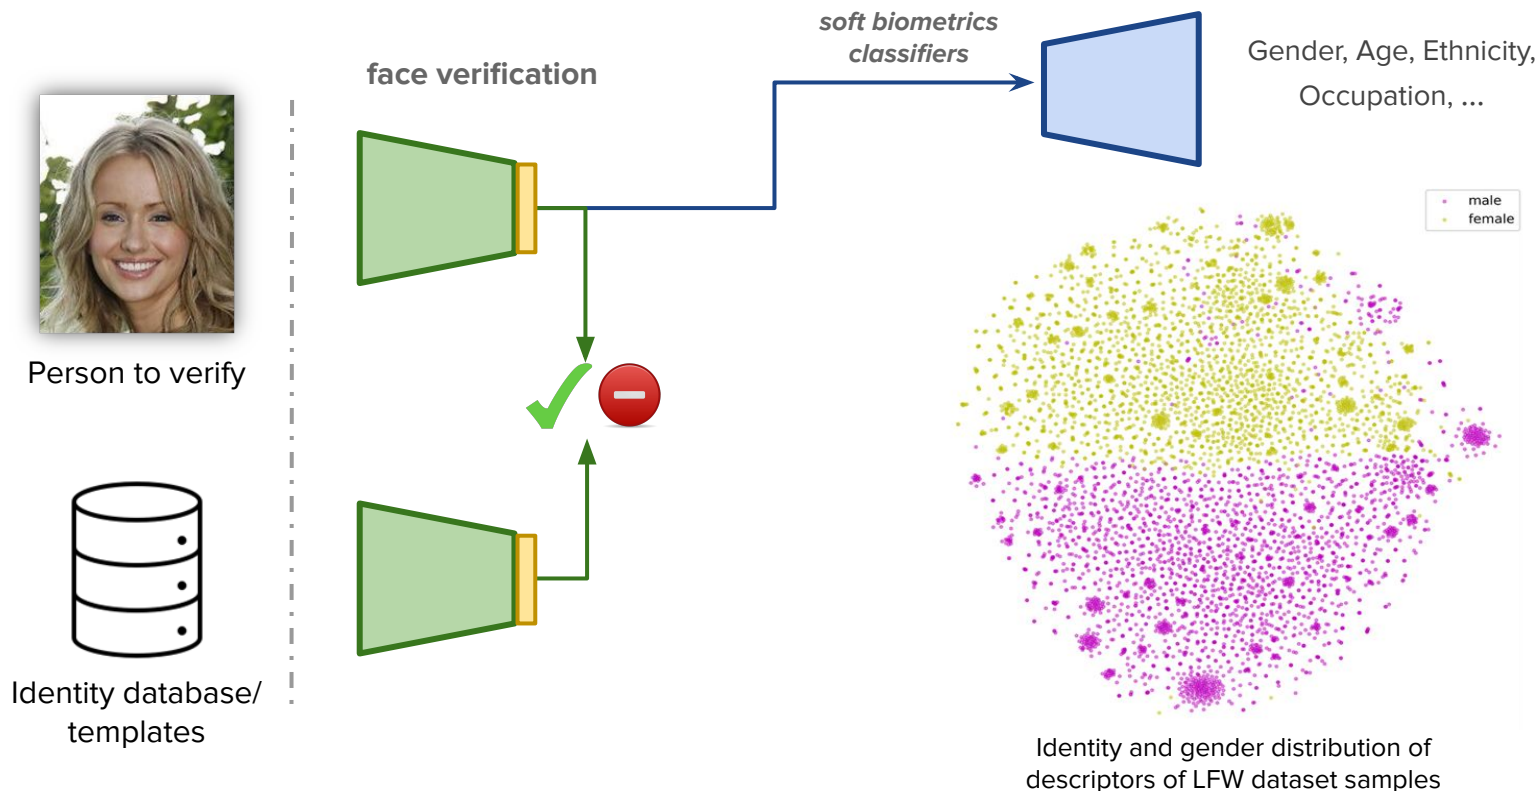 soft biometrics
classifiers
Gender, Age, Ethnicity,
Occupation, ...
face verification
Person to verify
male
female
Identity database/
templates
Identity and gender distribution of
descriptors of LFW dataset samples